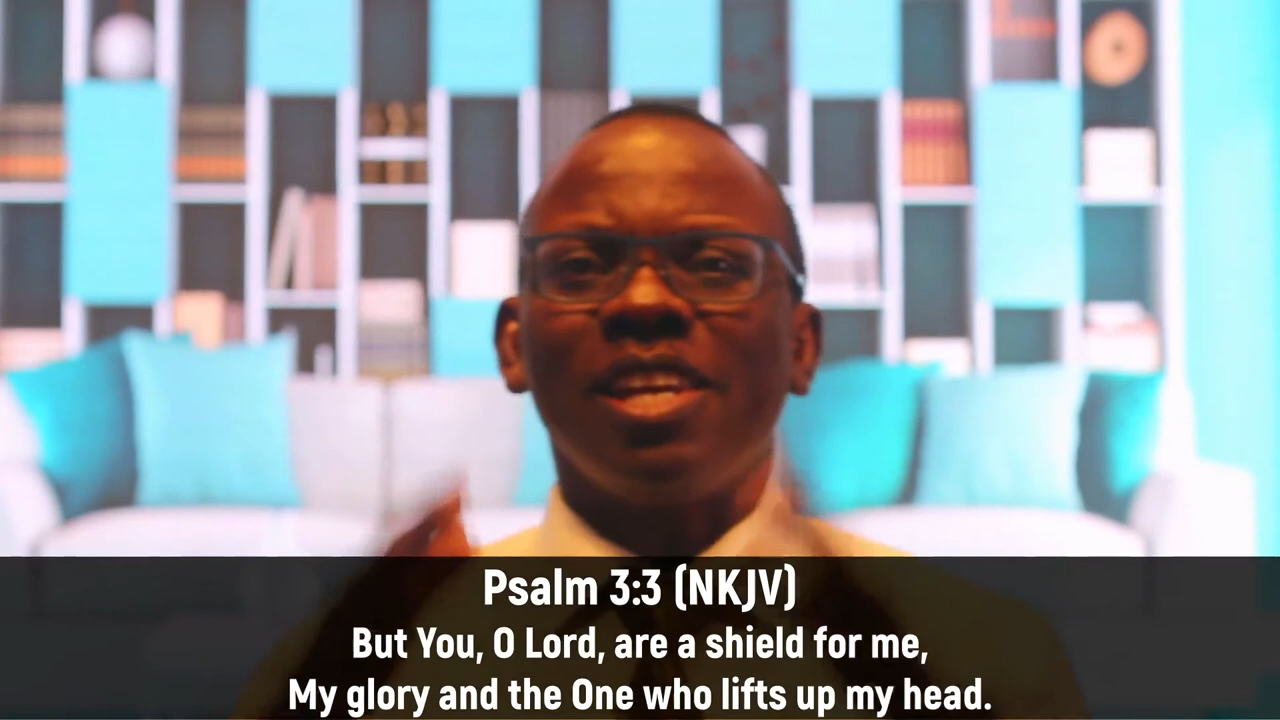 Psalm 3:3 (NKJV)
But You, O Lord, are a shield for me,
My glory and the One who lifts up my head.